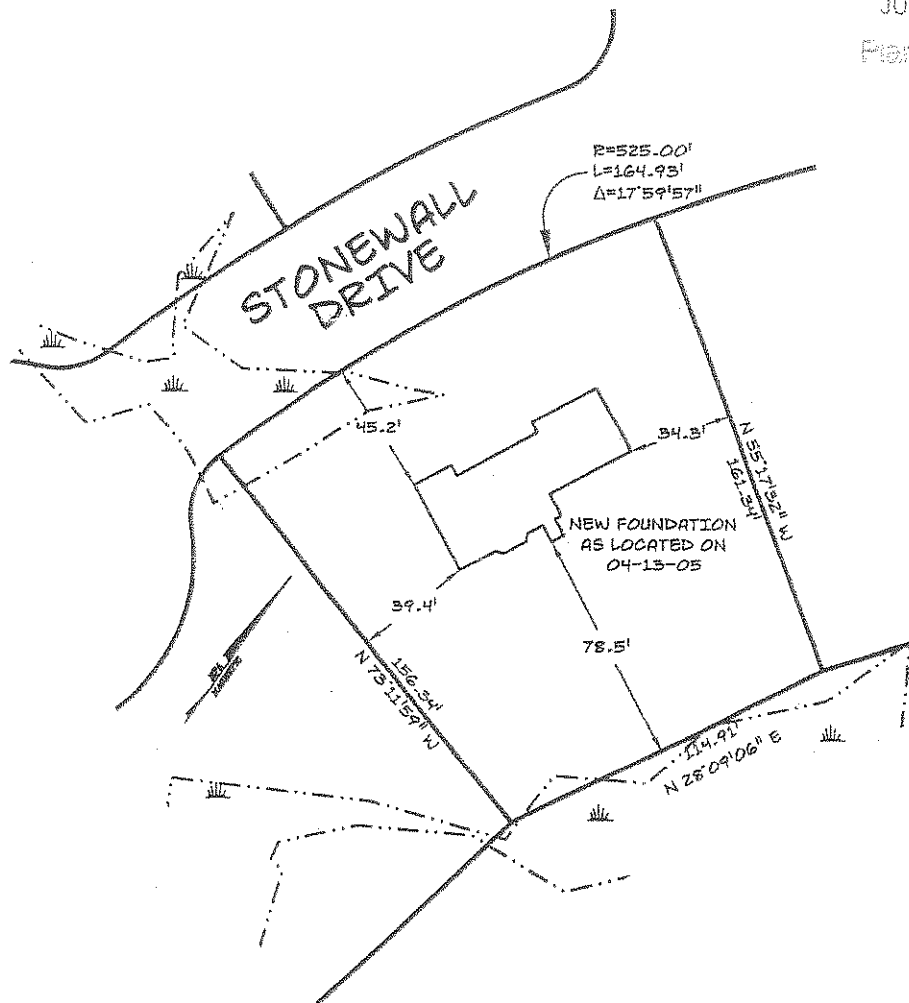 JU
R=525.00'
L=164.93'
Δ=17°59'57"
STONEWALL
DRIVE
45.2'
34.3'
N 55°17'32" W
161.34'
NEW FOUNDATION
AS LOCATED ON
04-13-05
39.4'
78.5'
156.34'
N 73°11'59" W
114.91'
N 28°09'06" E